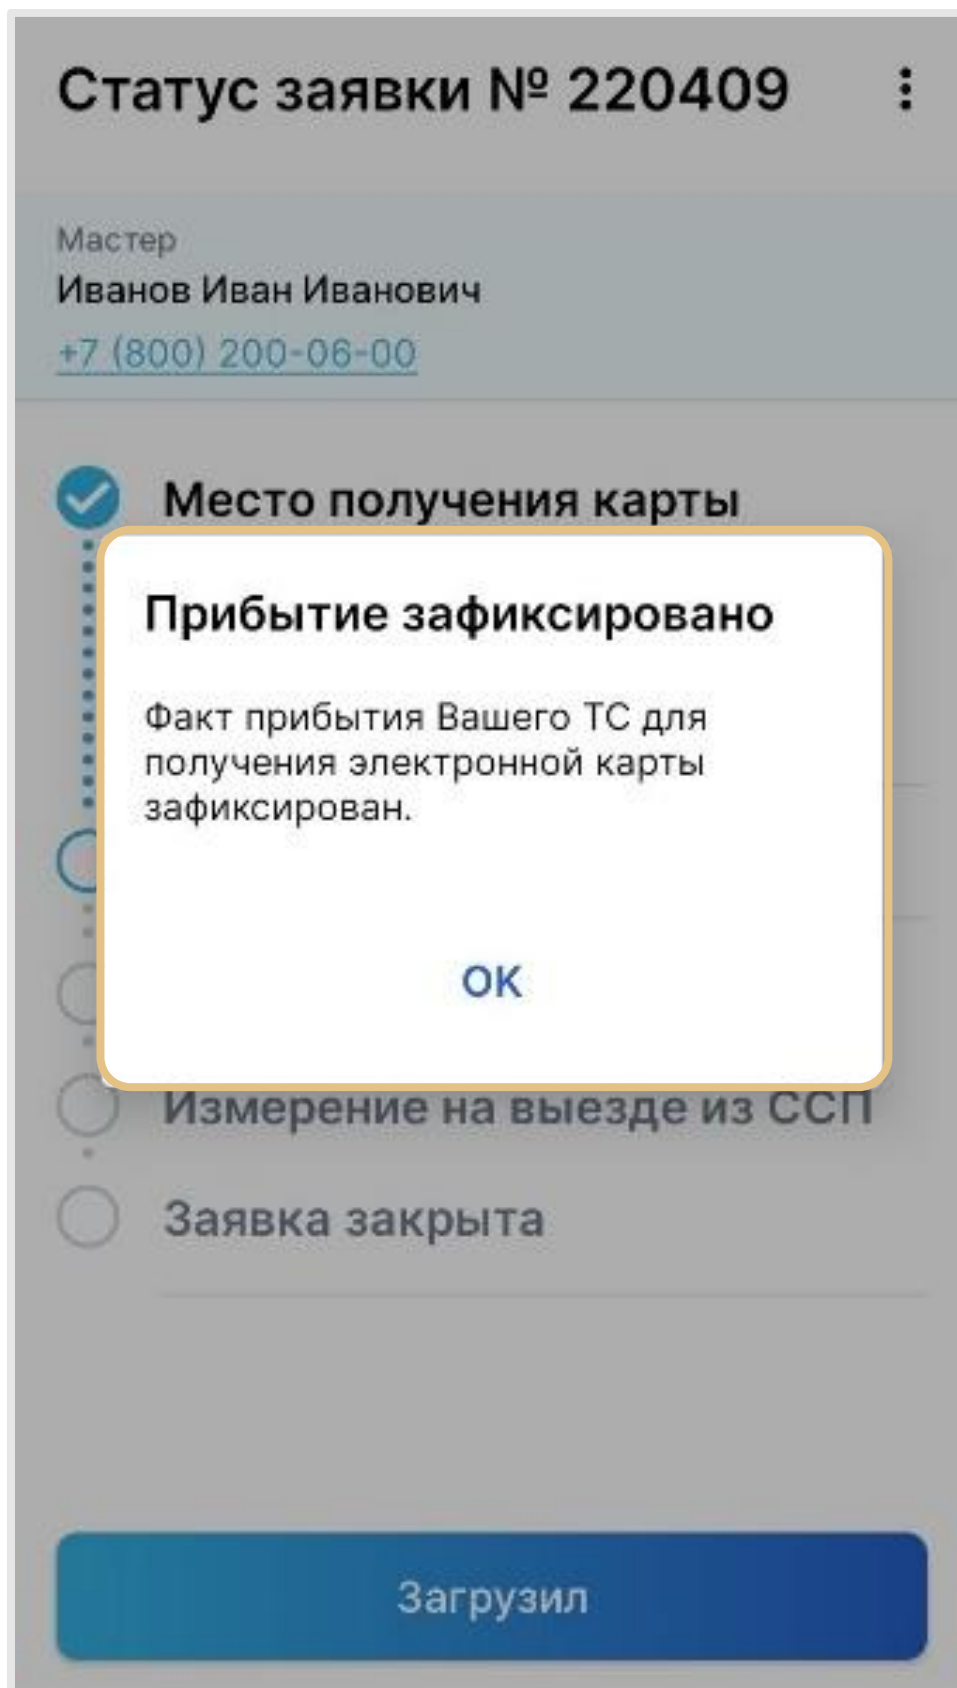 Статус заявки № 220409
Мастер
Иванов Иван Иванович
+7 (800) 200-06-00
Место получения карты
Прибытие зафиксировано
Факт прибытия Вашего ТС для
получения электронной карты
зафиксирован.
ОК
Измерение на выезде из ССП
Заявка закрыта
Загрузил